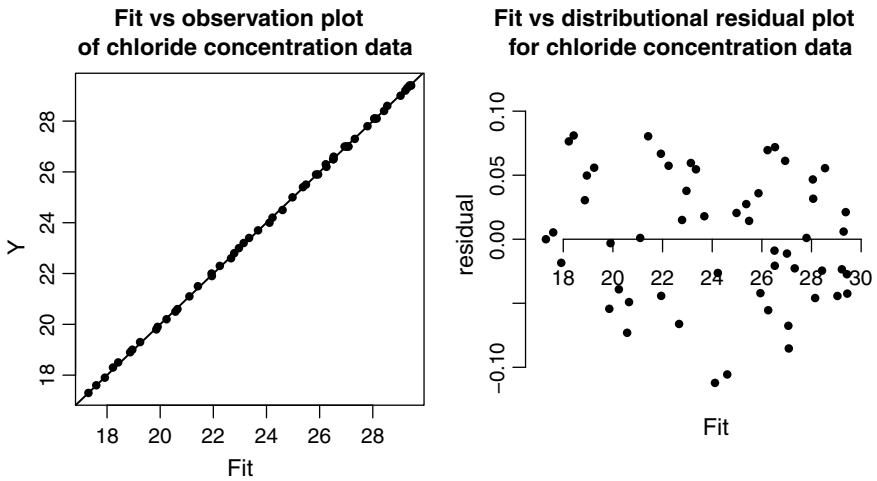 Fit vs observation plot
of chloride concentration data
Y
18
20
22
24
26
28
18 20 22 24 26 28
Fit
Fit vs distributional residual plot
for chloride concentration data
residual
0.10
0.05
0.00
−0.10
18 20 22 24 26 28 30
Fit